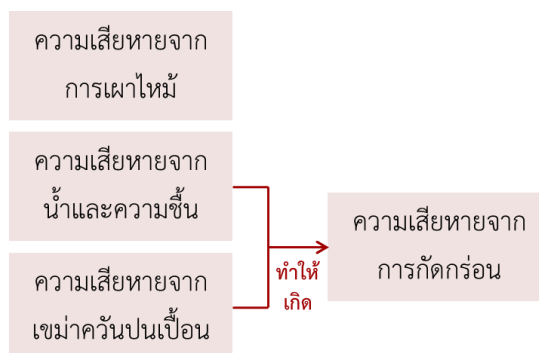 ความเสียหายจาก
การเผาไหม้
ความเสียหายจาก
น้ำและความชื้น
ความเสียหายจาก
เขม่าควันปนเปื้อน
ทำให้
เกิด
ความเสียหายจาก
การกัดกร่อน